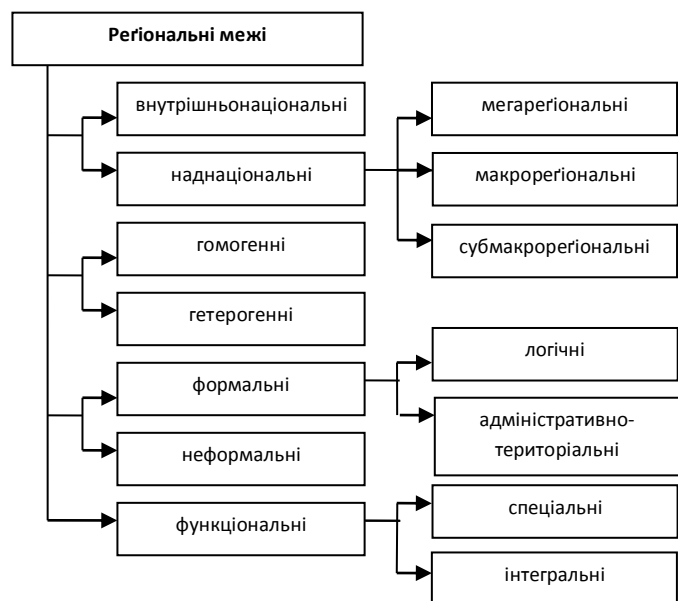 Реґіональні межі
внутрішньонаціональні
мегареґіональні
наднаціональні
макрореґіональні
гомогенні
субмакрореґіональні
гетерогенні
логічні
формальні
адміністративно-
територіальні
неформальні
спеціальні
функціональні
інтегральні